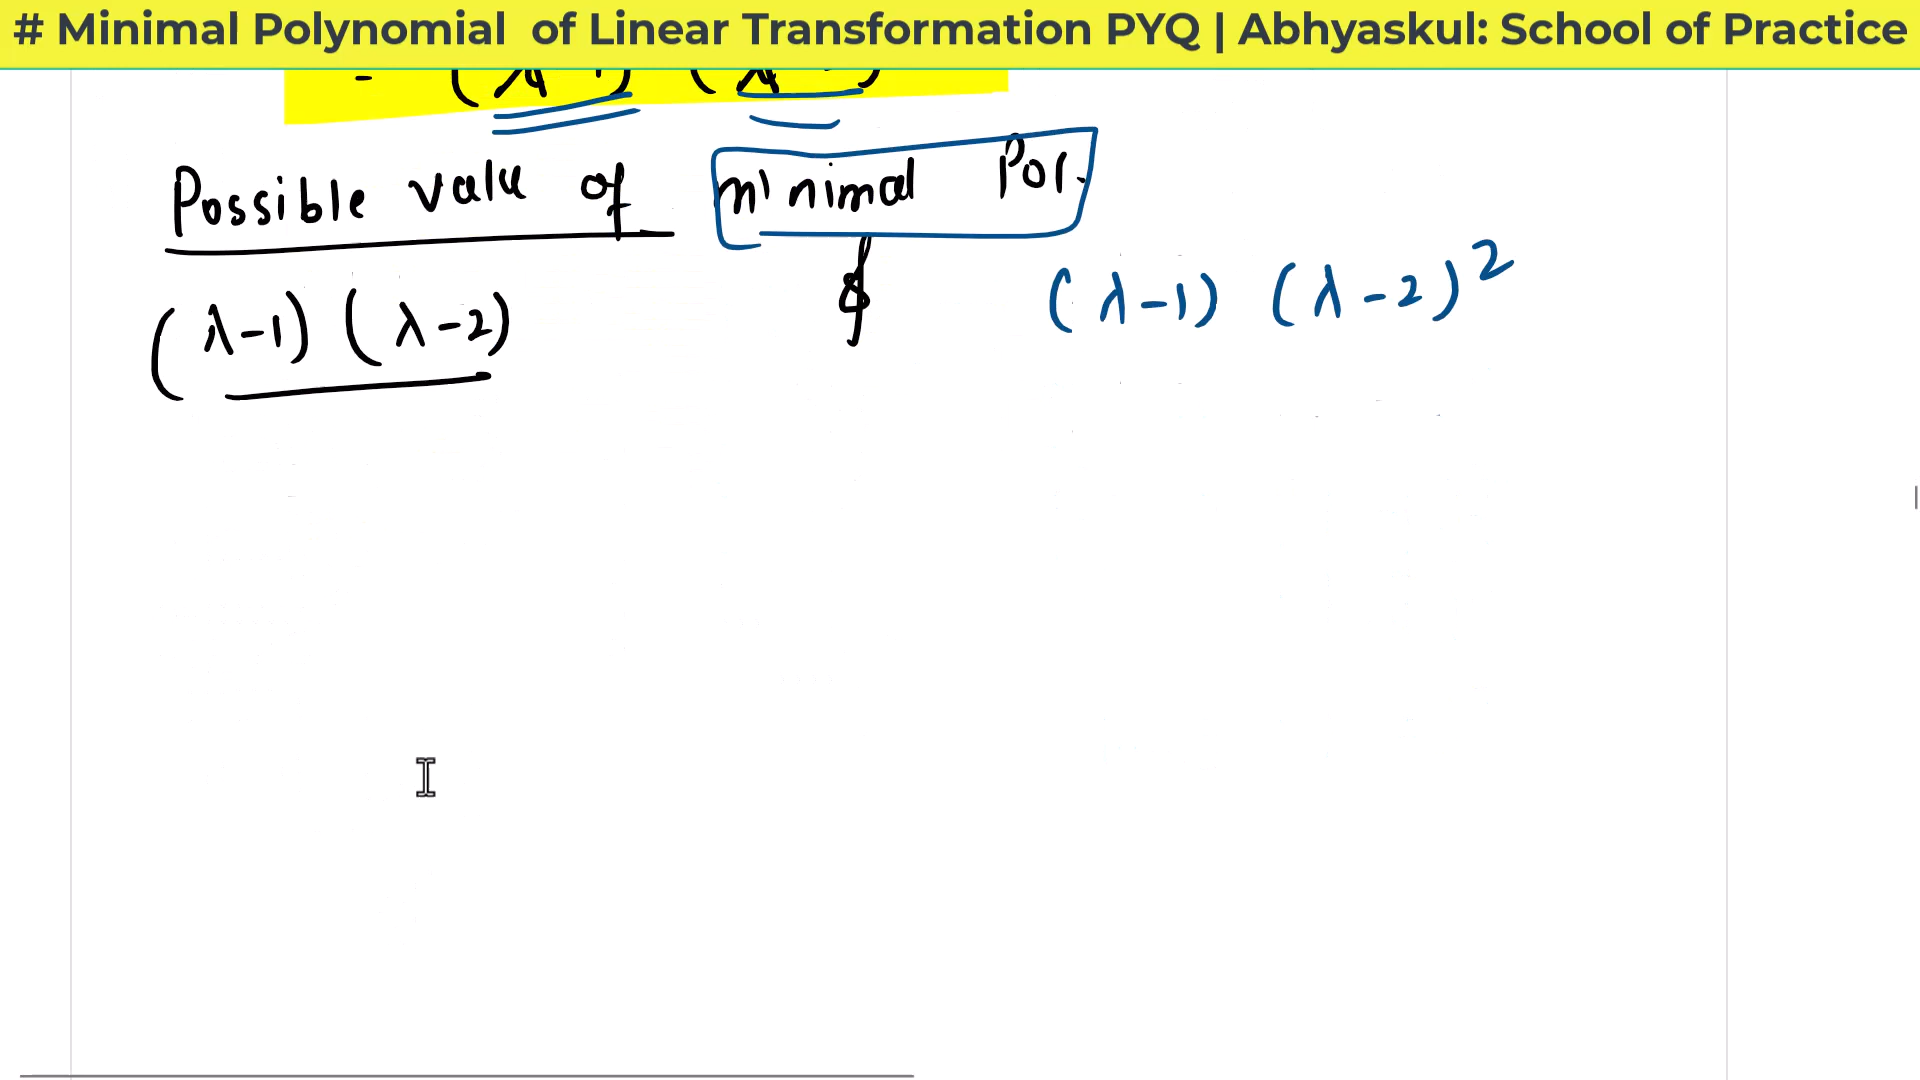 # Minimal Polynomial of Linear Transformation PYQ | Abhyaskul: School of Practice
Possible value of minimal Pol.
(λ-1) (λ-2) (λ-1) (λ-2)²